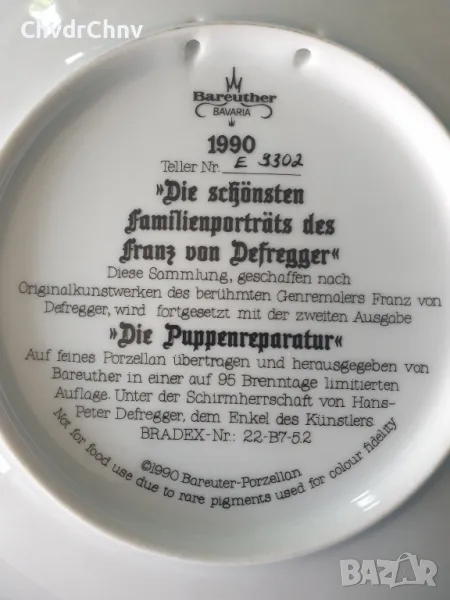 ChvdrChnv
Bareuther
BAVARIA
1990
Teller Nr. E 9302
»Die schönsten
Familienporträts des
Franz von Defregger«
Diese Sammlung, geschaffen nach
Originalkunstwerken des berühmten Genremalers Franz von
Defregger, wird fortgesetzt mit der zweiten Ausgabe
»Die Puppenreparatur«
Auf feines Porzellan übertragen und herausgegeben von
Bareuther in einer auf 95 Brenntage limitierten
Auflage. Unter der Schirmherrschaft von Hans-
Peter Defregger, dem Enkel des Künstlers.
BRADEX-Nr.: 22-B7-5.2
©1990 Bareuter-Porzellan
Not for food use due to rare pigments used for colour fidelity
bazar